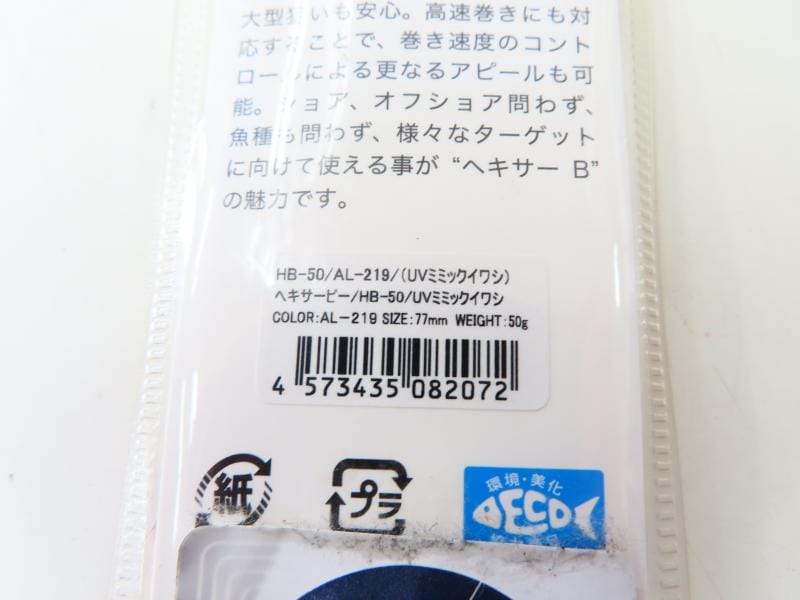 大型狙いも安心。高速巻きにも対
応することで、巻き速度のコント
ロールによる更なるアピールも可
能。ショア、オフショア問わず、
魚種も問わず、様々なターゲット
に向けて使える事が “ヘキサー B”
の魅力です。
HB-50/AL-219/(UVミミックイワシ)
ヘキサービー/HB-50/UVミミックイワシ
COLOR:AL-219 SIZE:77mm WEIGHT:50g
4 573435 082072
紙
プラ
環境・美化
DECO